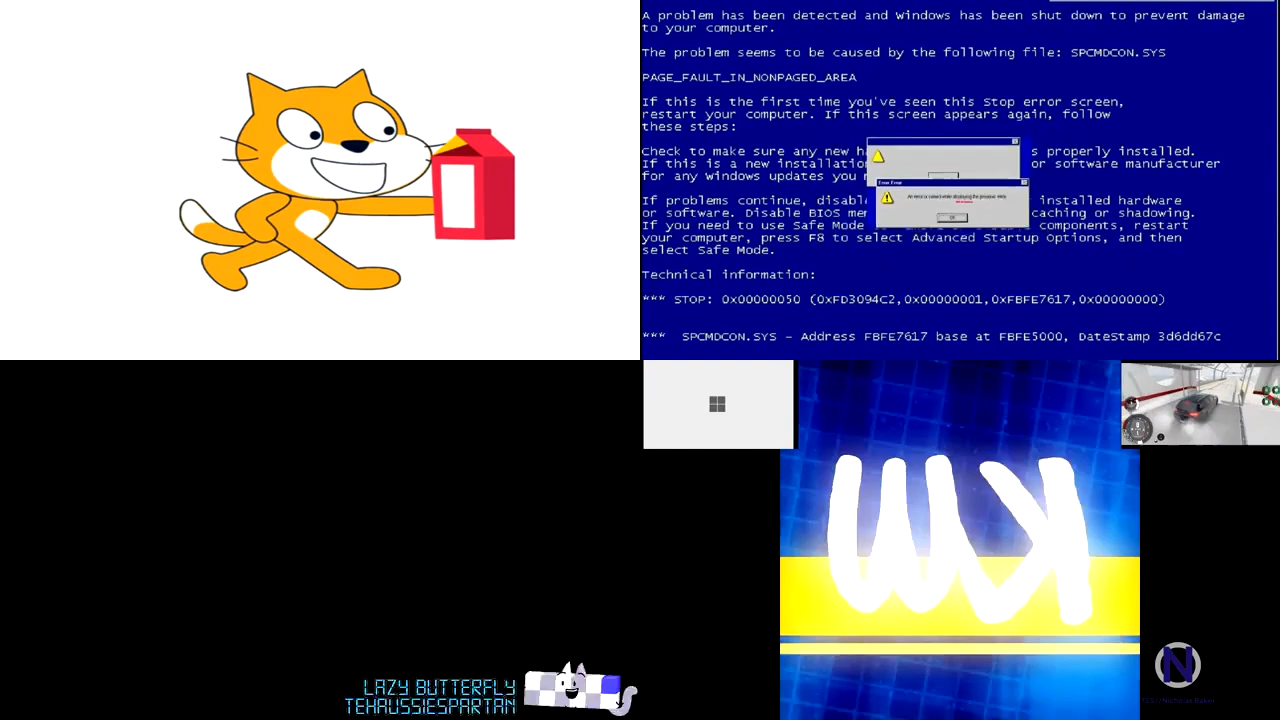 A problem has been detected and Windows has been shut down to prevent damage
to your computer.
The problem seems to be caused by the following file: SPCMDCON.SYS
PAGE_FAULT_IN_NONPAGED_AREA
If this is the first time you've seen this Stop error screen,
restart your computer. If this screen appears again, follow
these steps:
Check to make sure any new ha s properly installed.
If this is a new installation or software manufacturer
for any Windows updates you n
If problems continue, disabl installed hardware
or software. Disable BIOS mem caching or shadowing.
If you need to use Safe Mode components, restart
your computer, press F8 to select Advanced Startup Options, and then
select Safe Mode.
Technical information:
*** STOP: 0x00000050 (0xFD3094C2,0x00000001,0xFBFE7617,0x00000000)
*** SPCMDCON.SYS - Address FBFE7617 base at FBFE5000, DateStamp 3d6dd67c
Error Error
OK
LAZY BUTTERFLY
TEHAUSSIESPARTAN
N